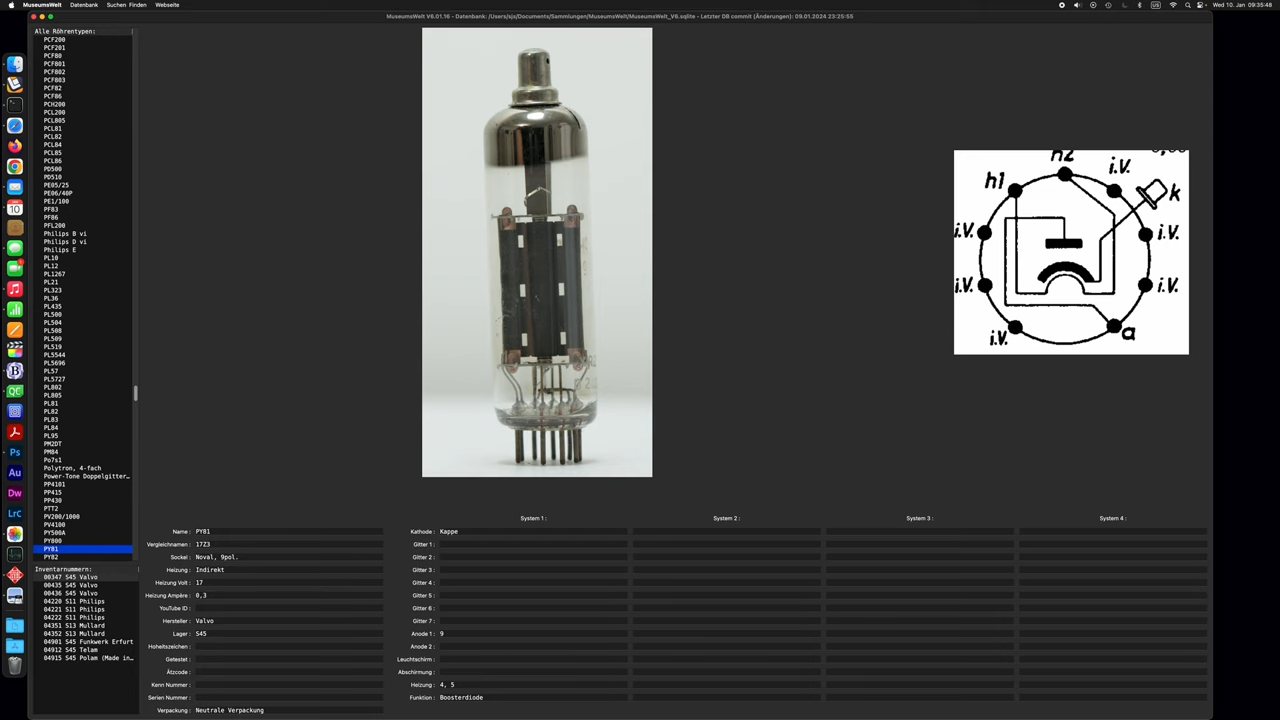 MuseumsWelt Datenbank Suchen Finden Webseite
US
Wed 10. Jan. 09:35:48
MuseumsWelt V6.01.16 - Datenbank: /Users/sjs/Documents/Sammlungen/MuseumsWelt/MuseumsWelt_V6.sqlite - Letzter DB commit (Änderungen): 09.01.2024 23:25:55
Alle Röhrentypen:
PCF200
PCF201
PCF80
PCF801
PCF802
PCF803
PCF82
PCF86
PCH200
PCL200
PCL805
PCL81
PCL82
PCL84
PCL85
PCL86
PD500
PD510
PE05/25
PE06/40P
PE1/100
PF83
PF86
PFL200
Philips B vi
Philips D vi
Philips E
PL10
PL12
PL1267
PL21
PL323
PL36
PL435
PL500
PL504
PL508
PL509
PL519
PL5544
PL5696
PL57
PL5727
PL802
PL805
PL81
PL82
PL83
PL84
PL95
PM2DT
PM84
Po7s1
Polytron, 4-fach
Power-Tone Doppelgitter…
PP4101
PP415
PP430
PTT2
PV200/1000
PV4100
PY500A
PY800
PY81
PY82
Inventarnummern:
00347 S45 Valvo
00435 S45 Valvo
00436 S45 Valvo
04220 S11 Philips
04221 S11 Philips
04222 S11 Philips
04351 S13 Mullard
04352 S13 Mullard
04901 S45 Funkwerk Erfurt
04912 S45 Telam
04915 S45 Polam (Made in…
h2
h1
i.V.
k
i.V.
i.V.
i.V.
i.V.
i.V.
a
System 1 : System 2 : System 3 : System 4 :
Name : PY81
Vergleichnamen : 17Z3
Sockel : Noval, 9pol.
Heizung : Indirekt
Heizung Volt : 17
Heizung Ampère : 0,3
YouTube ID :
Hersteller : Valvo
Lager : S45
Hoheitszeichen :
Getestet :
Ätzcode :
Kenn Nummer :
Serien Nummer :
Verpackung : Neutrale Verpackung
Kathode : Kappe
Gitter 1 :
Gitter 2 :
Gitter 3 :
Gitter 4 :
Gitter 5 :
Gitter 6 :
Gitter 7 :
Anode 1 : 9
Anode 2 :
Leuchtschirm :
Abschirmung :
Heizung : 4, 5
Funktion : Boosterdiode